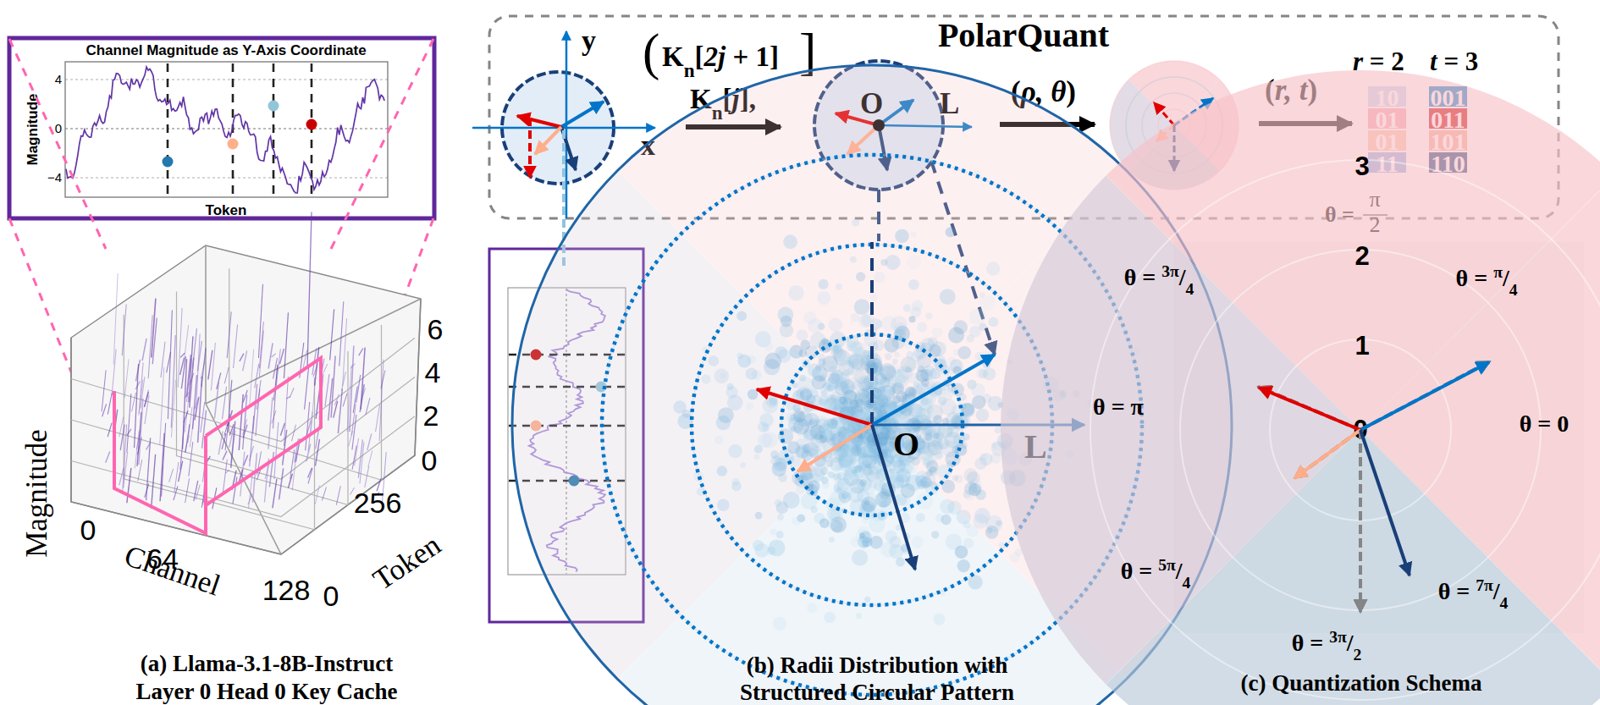 Channel Magnitude as Y-Axis Coordinate
Magnitude
4
0
−4
Token
Magnitude
6
4
2
0
0
64
128
Channel
0
256
Token
(a) Llama-3.1-8B-Instruct
Layer 0 Head 0 Key Cache
PolarQuant
y
x
(K_n[2j + 1]
K_n[j], ]
O L
(ρ, θ)
(r, t)
r = 2 t = 3
10 001
01 011
01 101
11 110
θ = π/2
O
L
(b) Radii Distribution with
Structured Circular Pattern
3
2
1
0
θ = 3π/4
θ = π/4
θ = π
θ = 0
θ = 5π/4
θ = 7π/4
θ = 3π/2
(c) Quantization Schema